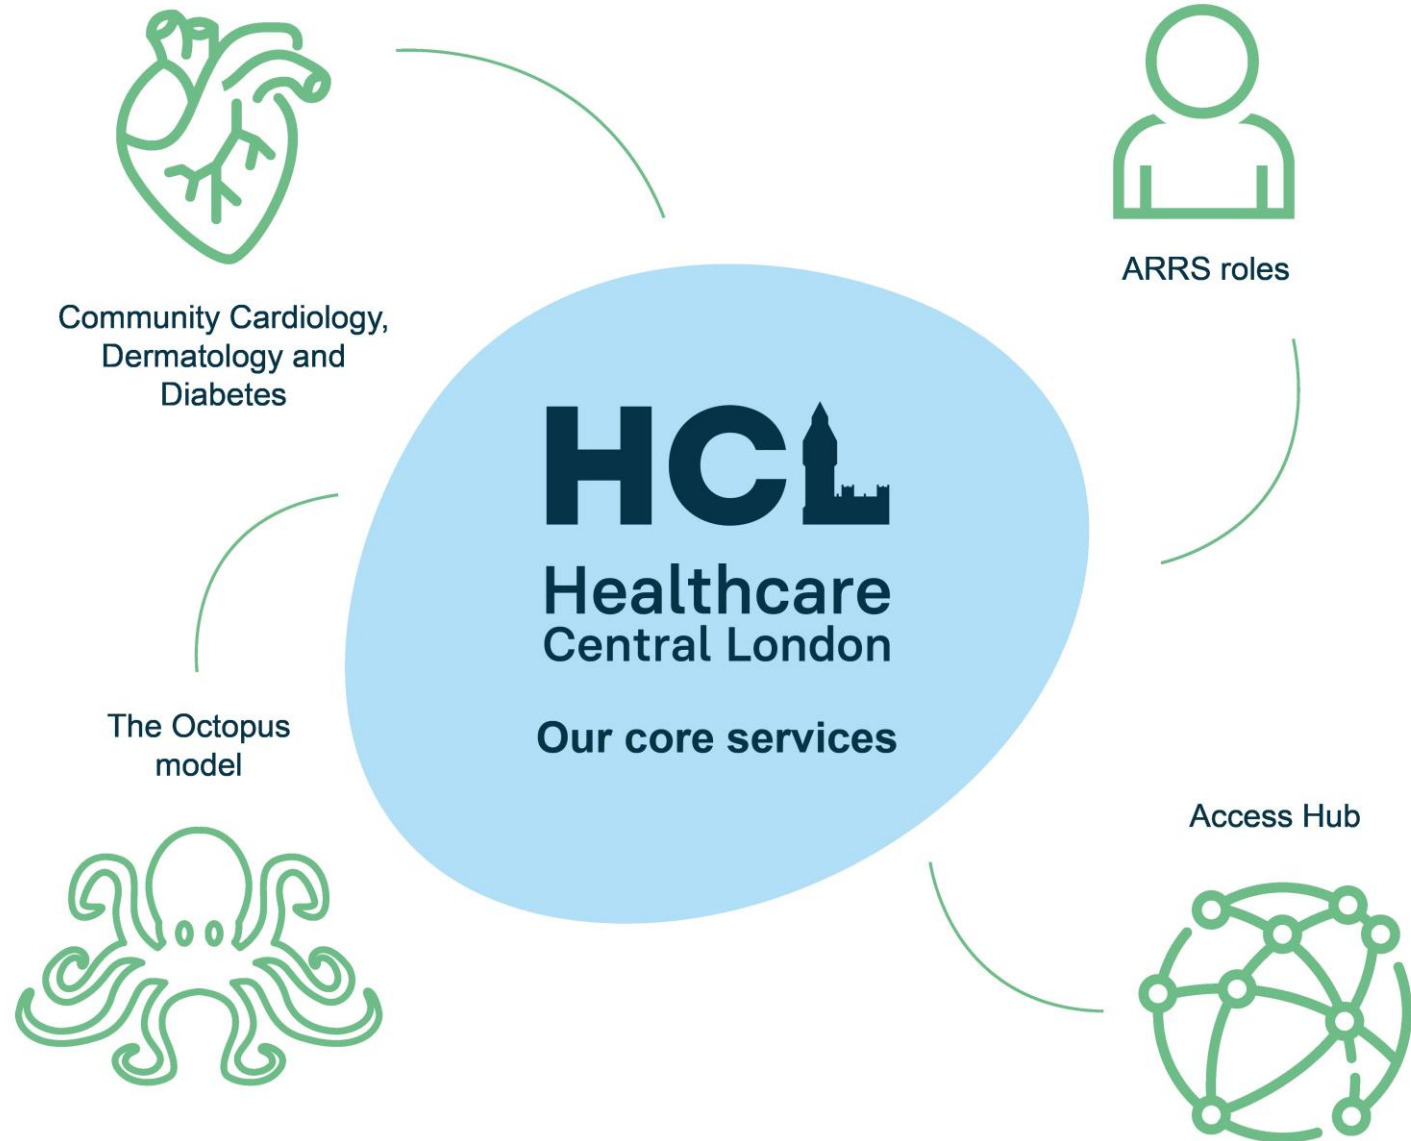 Community Cardiology,
Dermatology and
Diabetes
ARRS roles
HCL
Healthcare
Central London
Our core services
The Octopus
model
Access Hub